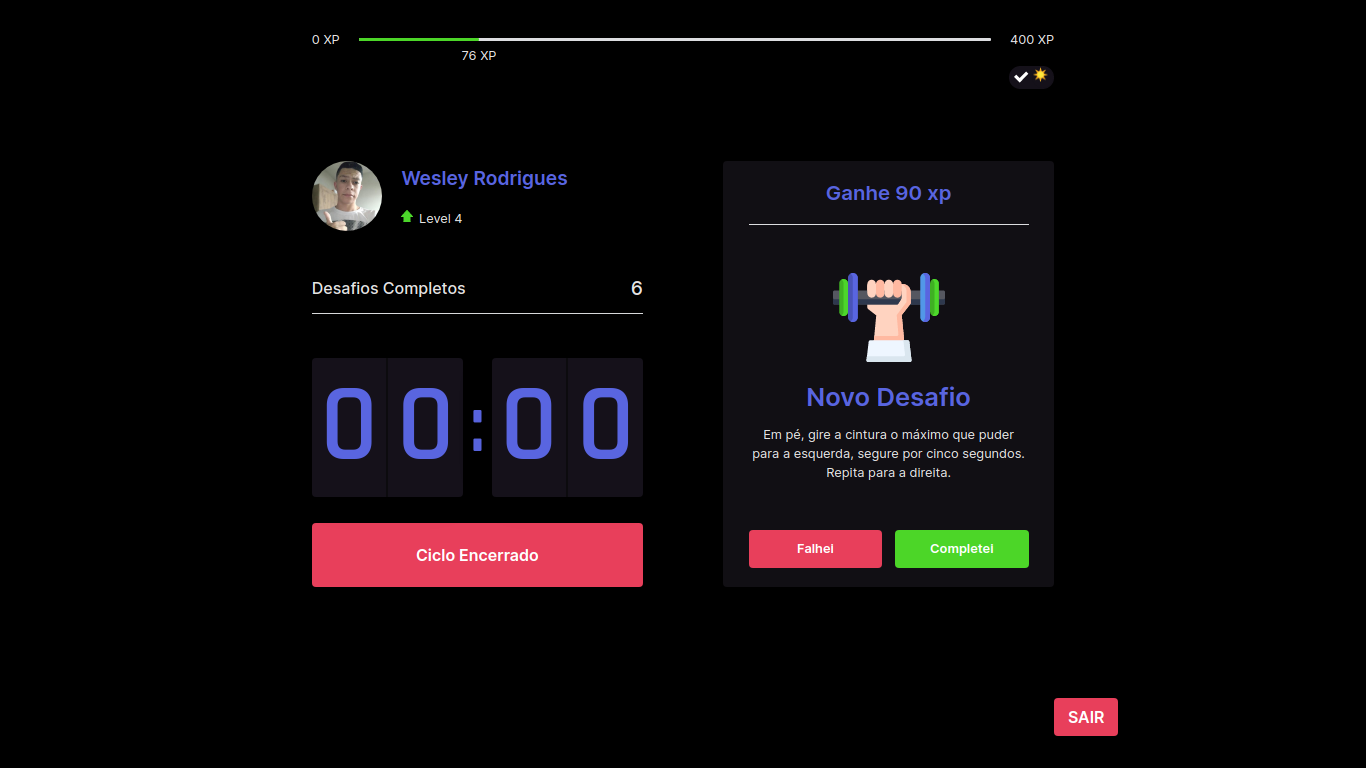 0 XP
400 XP
76 XP
Wesley Rodrigues
Level 4
Desafios Completos
6
00:00
Ciclo Encerrado
Ganhe 90 xp
Novo Desafio
Em pé, gire a cintura o máximo que puder
para a esquerda, segure por cinco segundos.
Repita para a direita.
Falhei
Completei
SAIR